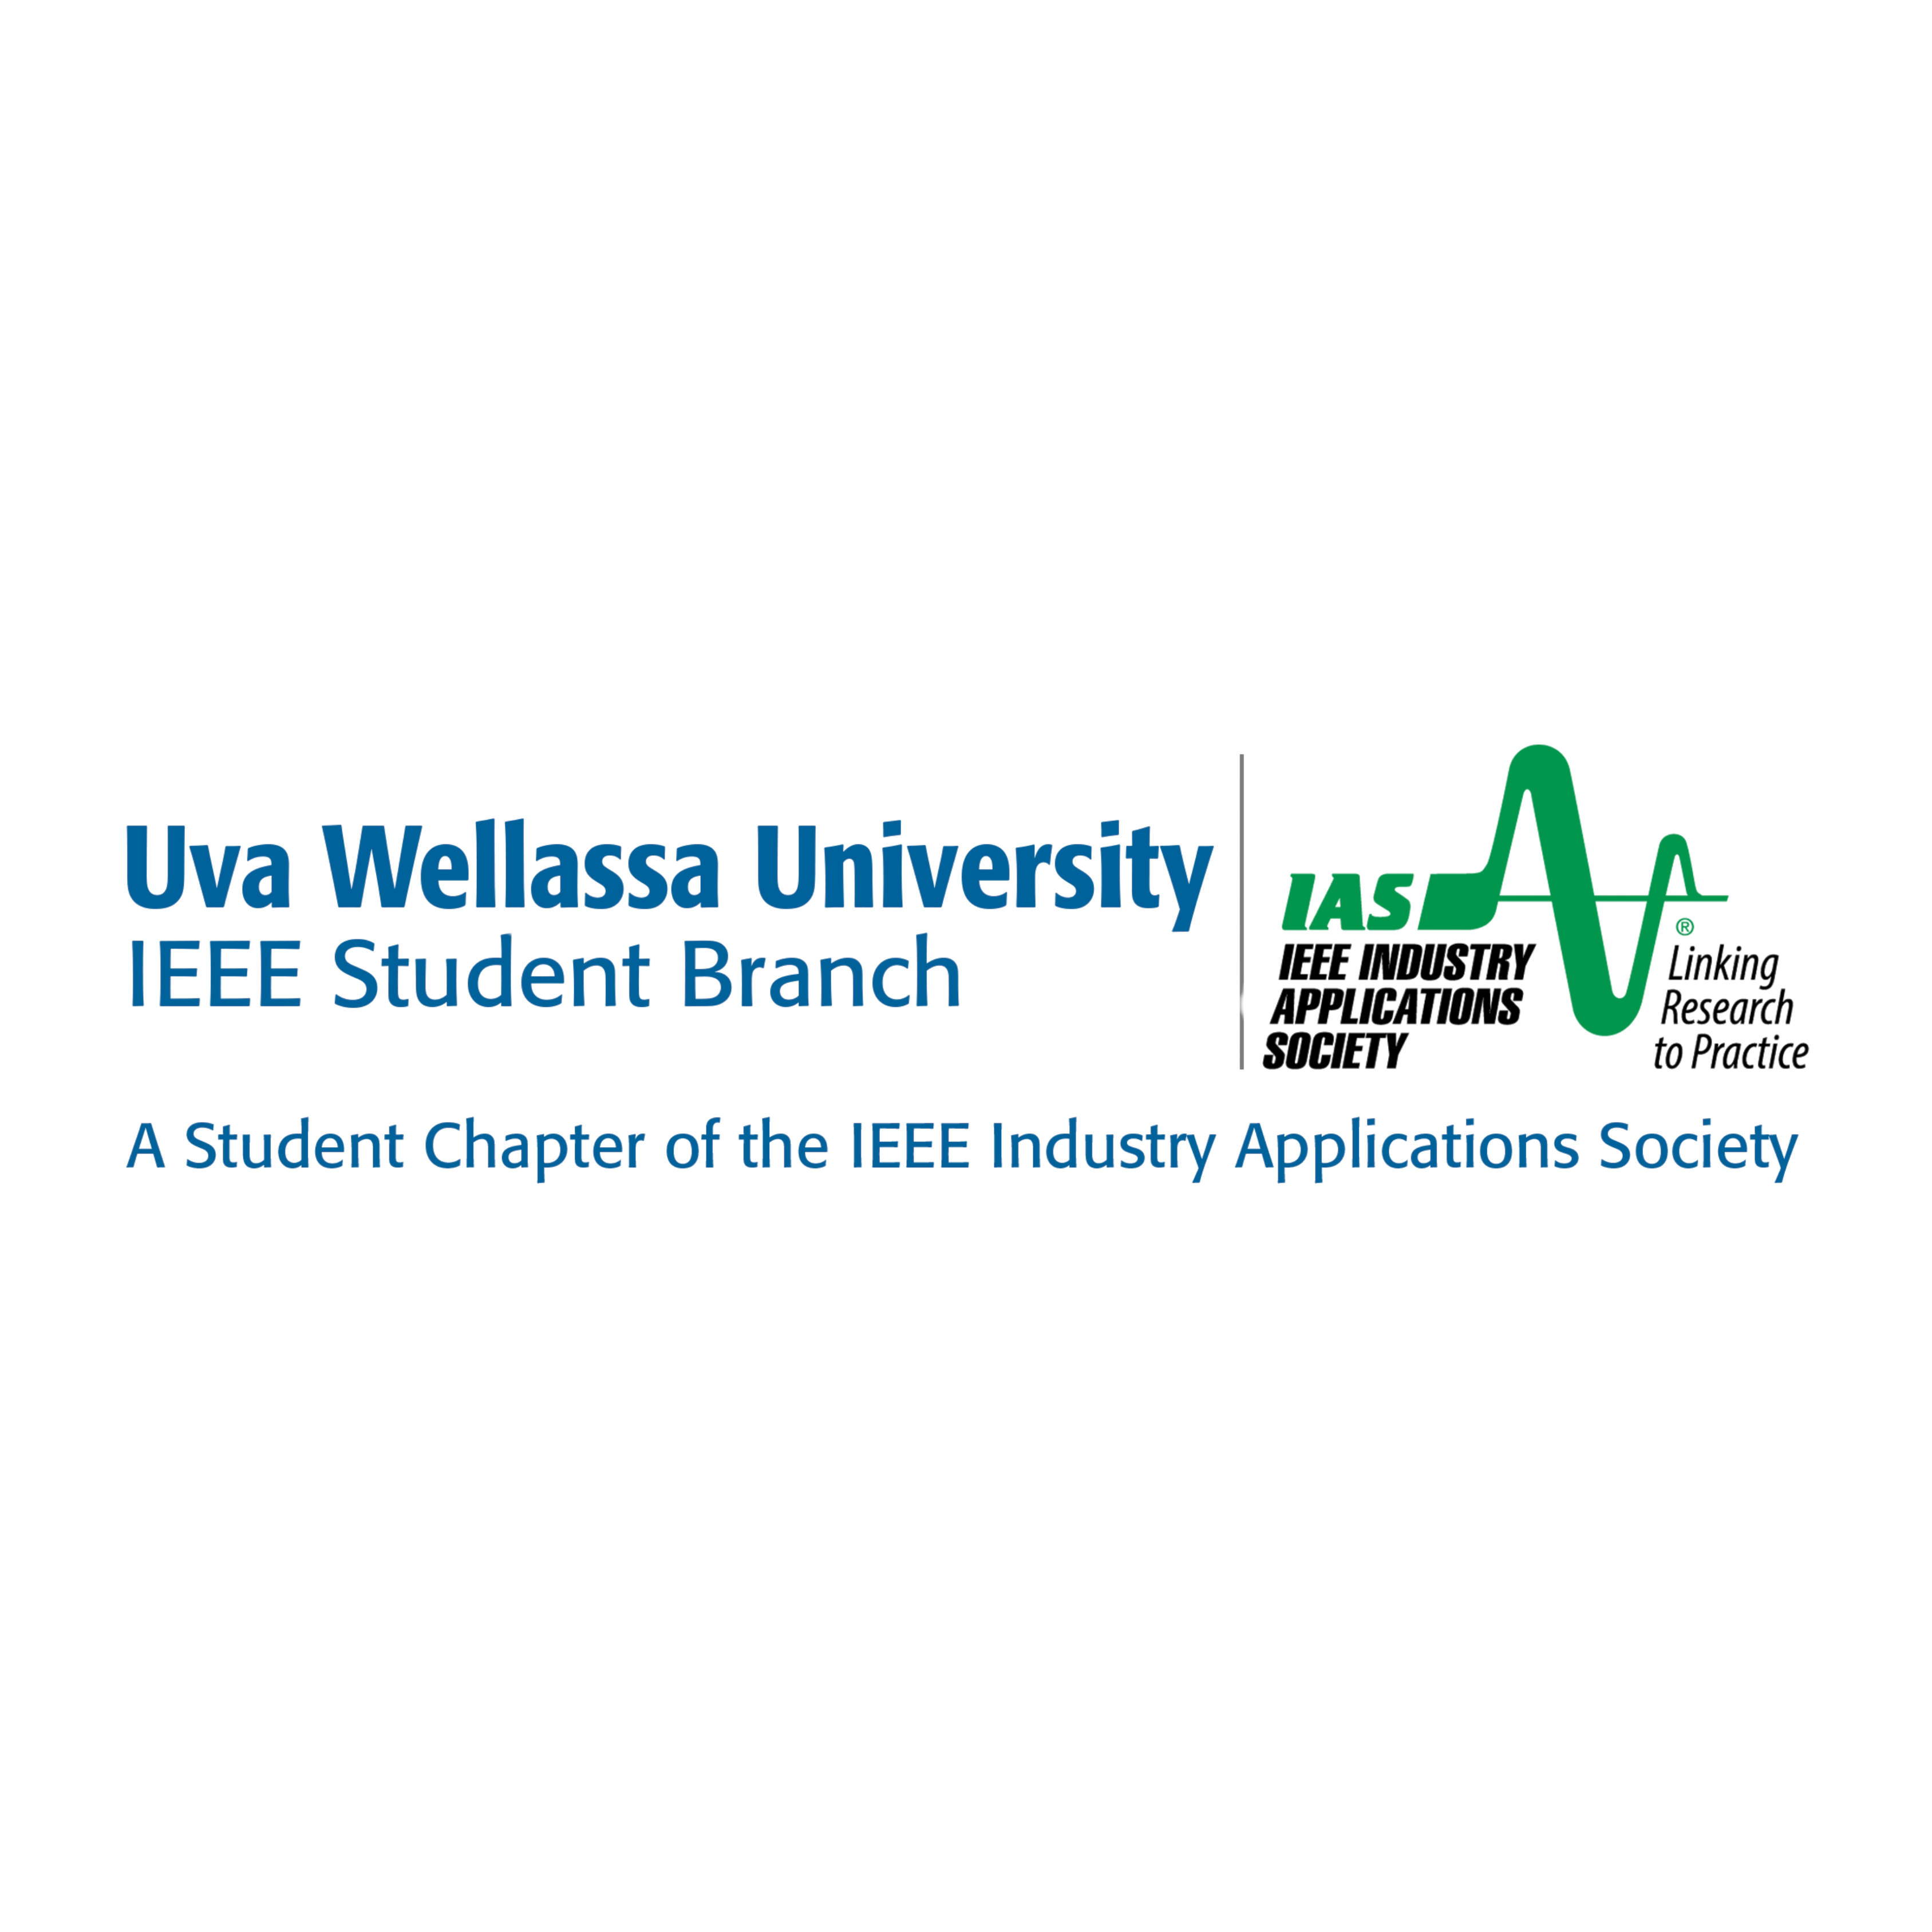 Uva Wellassa University
IEEE Student Branch
IAS
®
IEEE INDUSTRY
APPLICATIONS
SOCIETY
Linking
Research
to Practice
A Student Chapter of the IEEE Industry Applications Society